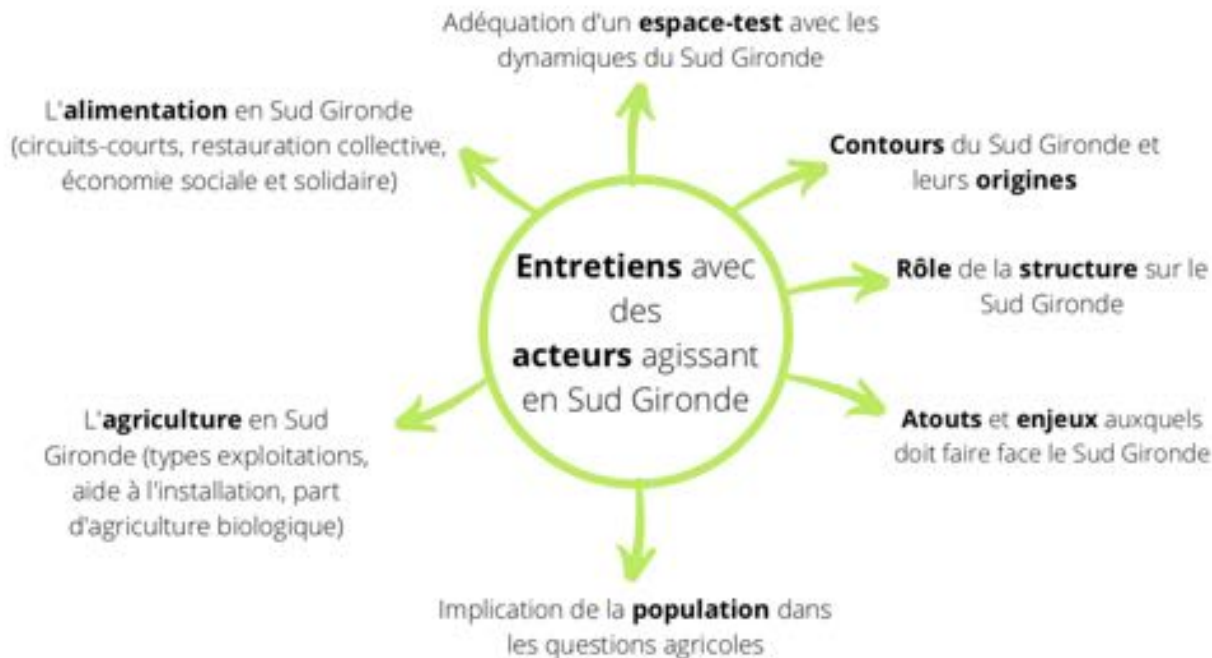 Adéquation d'un espace-test avec les
dynamiques du Sud Gironde
L'alimentation en Sud Gironde
(circuits-courts, restauration collective,
économie sociale et solidaire)
Contours du Sud Gironde et
leurs origines
Entretiens avec
des
acteurs agissant
en Sud Gironde
Rôle de la structure sur le
Sud Gironde
Atouts et enjeux auxquels
doit faire face le Sud Gironde
L'agriculture en Sud
Gironde (types exploitations,
aide à l'installation, part
d'agriculture biologique)
Implication de la population dans
les questions agricoles